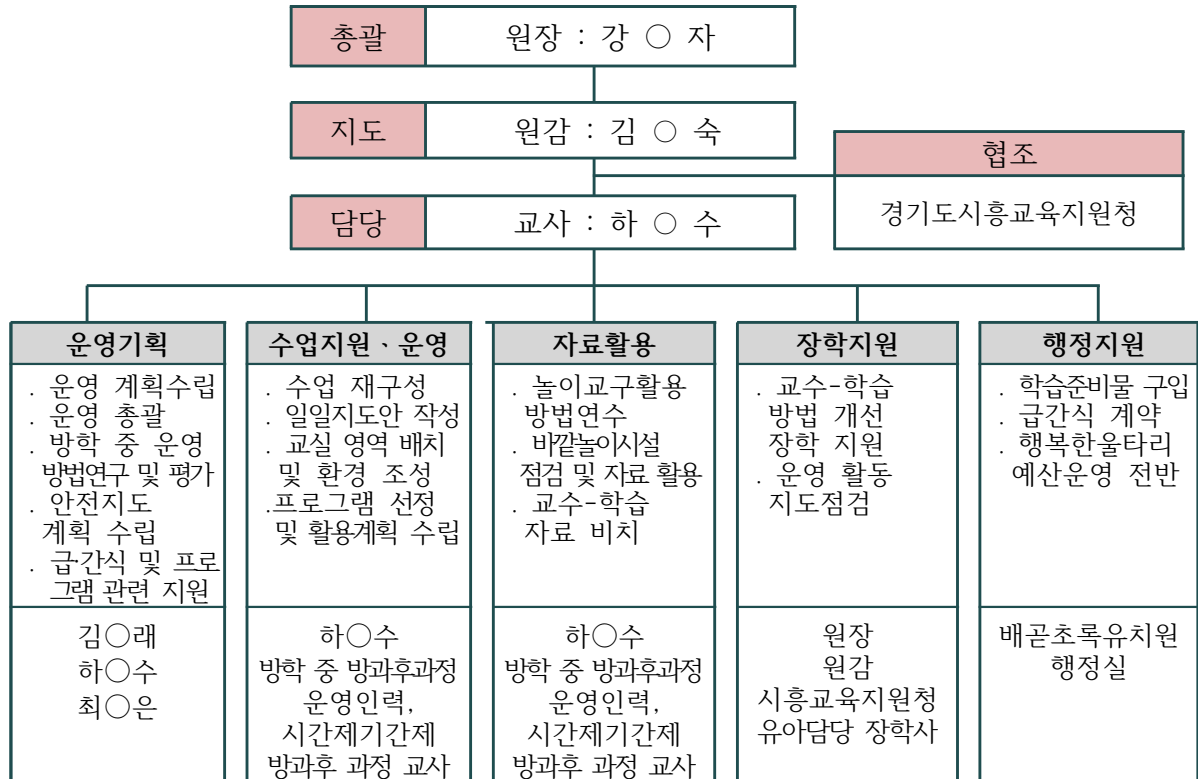 총괄 원장 : 강 ○ 자
지도 원감 : 김 ○ 숙
협조
경기도시흥교육지원청
담당 교사 : 하 ○ 수
운영기획
. 운영 계획수립
. 운영 총괄
. 방학 중 운영
방법연구 및 평가
. 안전지도
계획 수립
. 급간식 및 프로
그램 관련 지원
김○래
하○수
최○은
수업지원ㆍ운영
. 수업 재구성
. 일일지도안 작성
. 교실 영역 배치
및 환경 조성
.프로그램 선정
및 활용계획 수립
하○수
방학 중 방과후과정
운영인력,
시간제기간제
방과후 과정 교사
자료활용
. 놀이교구활용
방법연수
. 바깥놀이시설
점검 및 자료 활용
. 교수-학습
자료 비치
하○수
방학 중 방과후과정
운영인력,
시간제기간제
방과후 과정 교사
장학지원
. 교수-학습
방법 개선
장학 지원
. 운영 활동
지도점검
원장
원감
시흥교육지원청
유아담당 장학사
행정지원
. 학습준비물 구입
. 급간식 계약
. 행복한울타리
예산운영 전반
배곧초록유치원
행정실